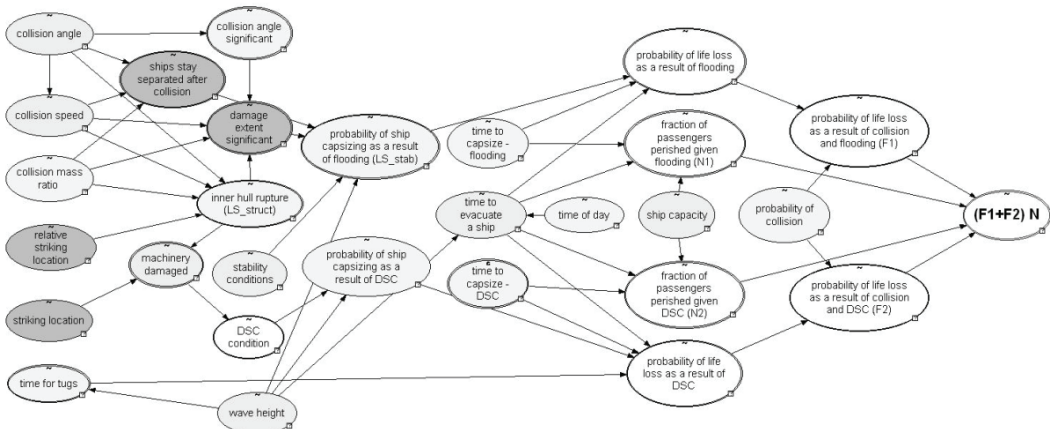 collision angle
collision angle
significant
ships stay
separated after
collision
collision speed
damage
extent
significant
collision mass
ratio
inner hull rupture
(LS_struct)
relative
striking
location
machinery
damaged
striking location
DSC
condition
time for tugs
wave height
stability
conditions
probability of ship
capsizing as a result
of flooding (LS_stab)
probability of ship
capsizing as a
result of DSC
time to
capsize -
flooding
time to
evacuate
a ship
time of day
time to
capsize -
DSC
probability of life loss
as a result of flooding
fraction of
passengers
perished given
flooding (N1)
ship capacity
fraction of
passengers
perished given
DSC (N2)
probability of life
loss as a result of
DSC
probability of life loss
as a result of collision
and flooding (F1)
probability of
collision
probability of life loss
as a result of collision
and DSC (F2)
(F1+F2) N